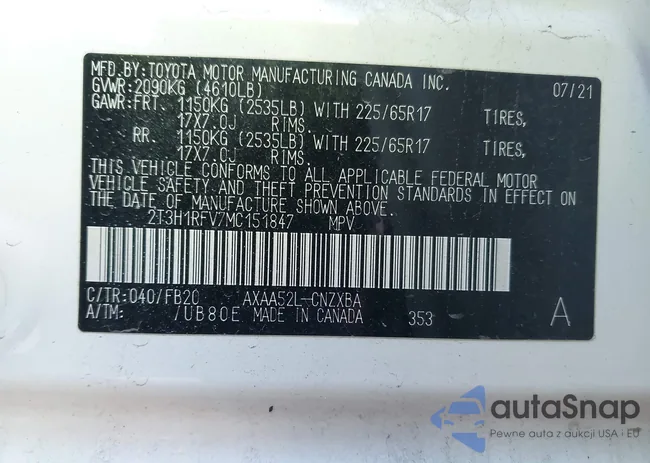 MFD.BY:TOYOTA MOTOR MANUFACTURING CANADA INC. 07/21
GVWR:2090KG (4610LB)
GAWR:FRT. 1150KG (2535LB) WITH 225/65R17 TIRES,
17X7.0J RIMS.
RR. 1150KG (2535LB) WITH 225/65R17 TIRES,
17X7.0J RIMS.
THIS VEHICLE CONFORMS TO ALL APPLICABLE FEDERAL MOTOR
VEHICLE SAFETY, AND THEFT PREVENTION STANDARDS IN EFFECT ON
THE DATE OF MANUFACTURE SHOWN ABOVE.
2T3H1RFV7MC151847 MPV
C/TR:040/FB20 AXAA52L-CNZXBA A
A/TM: /UB80E MADE IN CANADA 353
autaSnap
Pewne auta z aukcji USA i EU